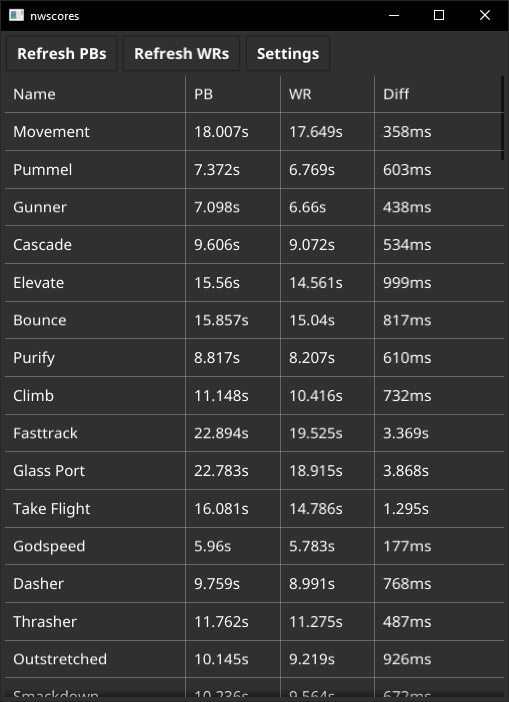 nwscores
Refresh PBs Refresh WRs Settings
Name PB WR Diff
Movement 18.007s 17.649s 358ms
Pummel 7.372s 6.769s 603ms
Gunner 7.098s 6.66s 438ms
Cascade 9.606s 9.072s 534ms
Elevate 15.56s 14.561s 999ms
Bounce 15.857s 15.04s 817ms
Purify 8.817s 8.207s 610ms
Climb 11.148s 10.416s 732ms
Fasttrack 22.894s 19.525s 3.369s
Glass Port 22.783s 18.915s 3.868s
Take Flight 16.081s 14.786s 1.295s
Godspeed 5.96s 5.783s 177ms
Dasher 9.759s 8.991s 768ms
Thrasher 11.762s 11.275s 487ms
Outstretched 10.145s 9.219s 926ms
Smackdown 10.236s 9.564s 672ms